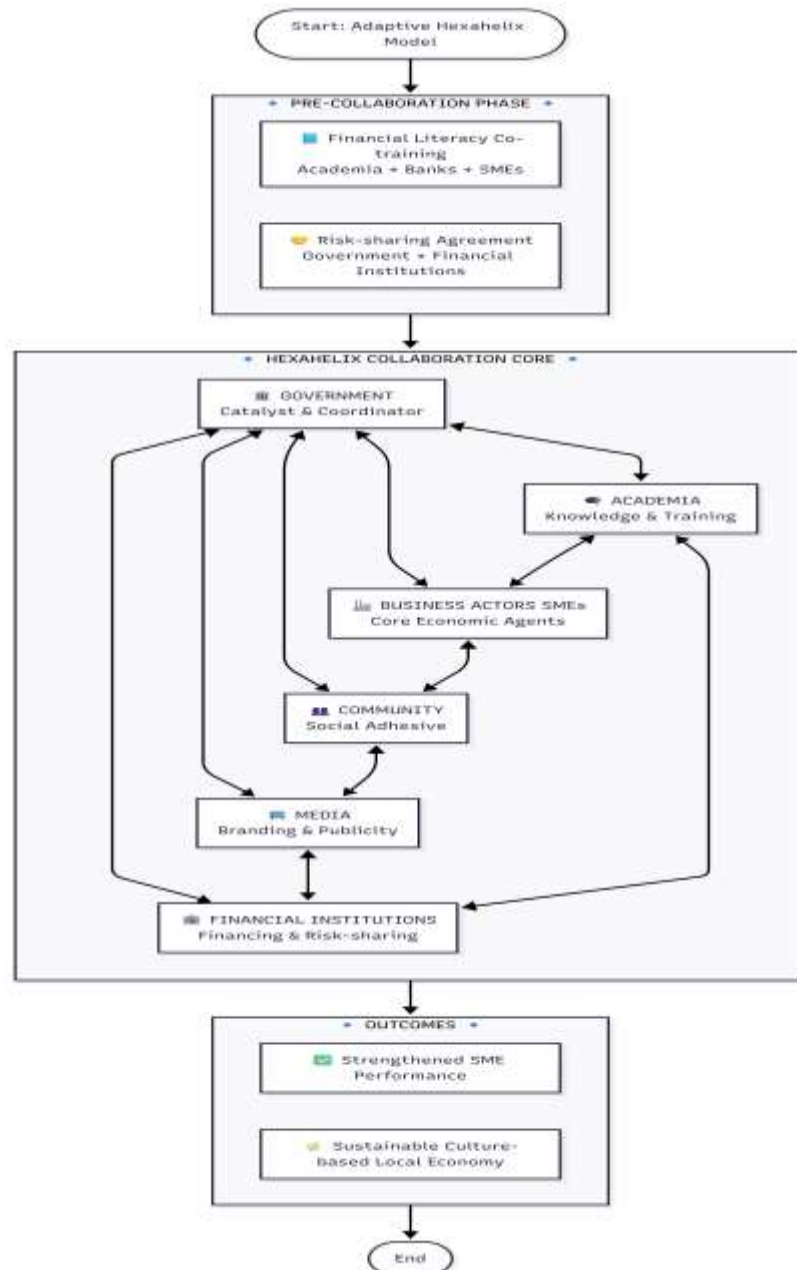 Start: Adaptive Hexahelix
Model
PRE-COLLABORATION PHASE
Financial Literacy Co-
training
Academia + Banks + SMEs
Risk-sharing Agreement
Government + Financial
Institutions
HEXAHELIX COLLABORATION CORE
GOVERNMENT
Catalyst & Coordinator
ACADEMIA
Knowledge & Training
BUSINESS ACTORS SMEs
Core Economic Agents
COMMUNITY
Social Adhesive
MEDIA
Branding & Publicity
FINANCIAL INSTITUTIONS
Financing & Risk-sharing
OUTCOMES
Strengthened SME
Performance
Sustainable Culture-
based Local Economy
End